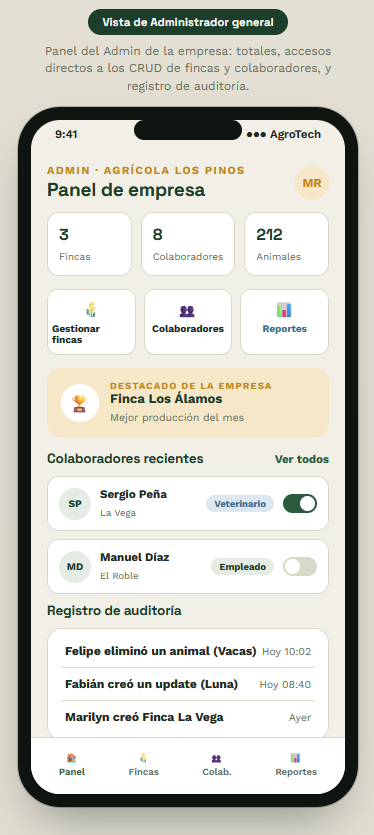 Vista de Administrador general
Panel del Admin de la empresa: totales, accesos
directos a los CRUD de fincas y colaboradores, y
registro de auditoría.
9:41
●●● AgroTech
ADMIN · AGRÍCOLA LOS PINOS
Panel de empresa
MR
3
Fincas
8
Colaboradores
212
Animales
Gestionar
fincas
Colaboradores
Reportes
DESTACADO DE LA EMPRESA
Finca Los Álamos
Mejor producción del mes
Colaboradores recientes
Ver todos
SP
Sergio Peña
La Vega
Veterinario
MD
Manuel Díaz
El Roble
Empleado
Registro de auditoría
Felipe eliminó un animal (Vacas) Hoy 10:02
Fabián creó un update (Luna) Hoy 08:40
Marilyn creó Finca La Vega Ayer
Panel
Fincas
Colab.
Reportes